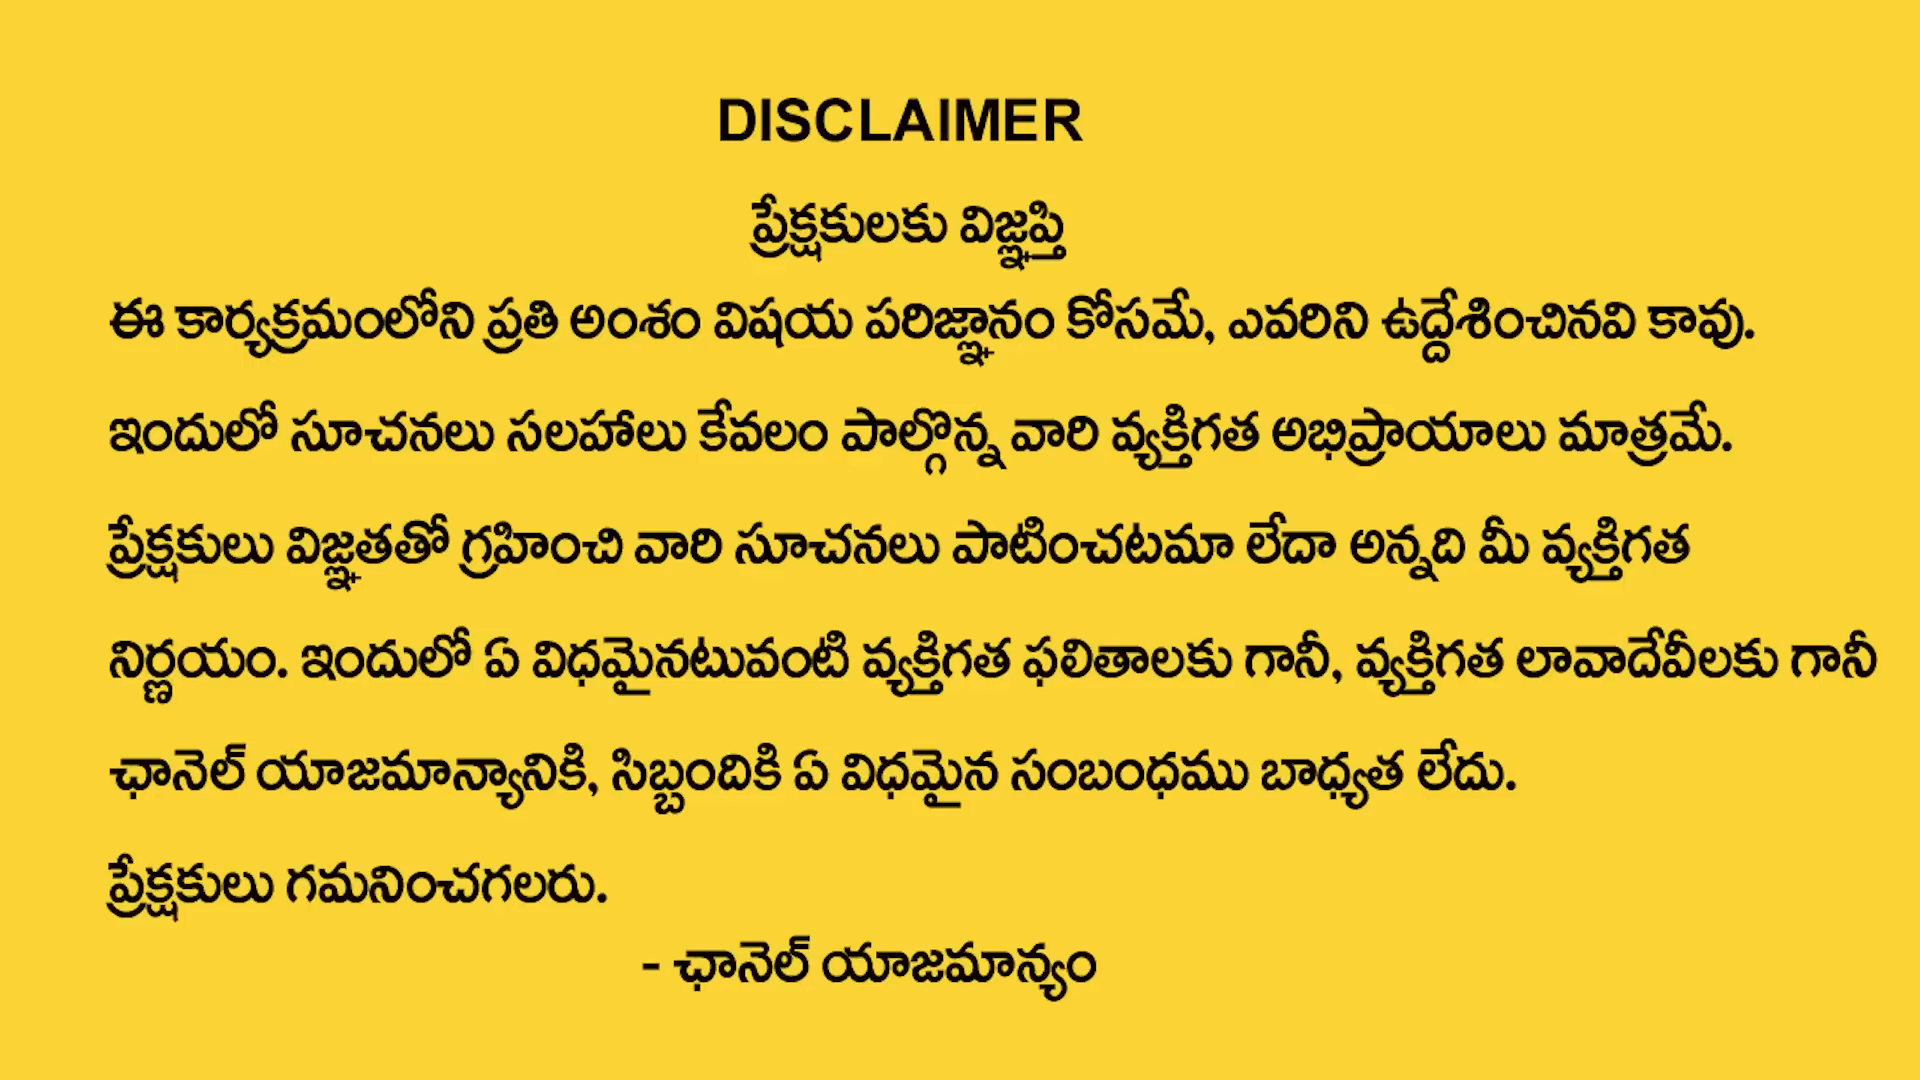 DISCLAIMER
ప్రేక్షకులకు విజ్ఞప్తి
ఈ కార్యక్రమంలోని ప్రతి అంశం విషయ పరిజ్ఞానం కోసమే, ఎవరిని ఉద్దేశించినవి కావు.
ఇందులో సూచనలు సలహాలు కేవలం పాల్గొన్న వారి వ్యక్తిగత అభిప్రాయాలు మాత్రమే.
ప్రేక్షకులు విజ్ఞతతో గ్రహించి వారి సూచనలు పాటించటమా లేదా అన్నది మీ వ్యక్తిగత
నిర్ణయం. ఇందులో ఏ విధమైనటువంటి వ్యక్తిగత ఫలితాలకు గానీ, వ్యక్తిగత లావాదేవీలకు గానీ
ఛానెల్ యాజమాన్యానికి, సిబ్బందికి ఏ విధమైన సంబంధము బాధ్యత లేదు.
ప్రేక్షకులు గమనించగలరు.
- ఛానెల్ యాజమాన్యం